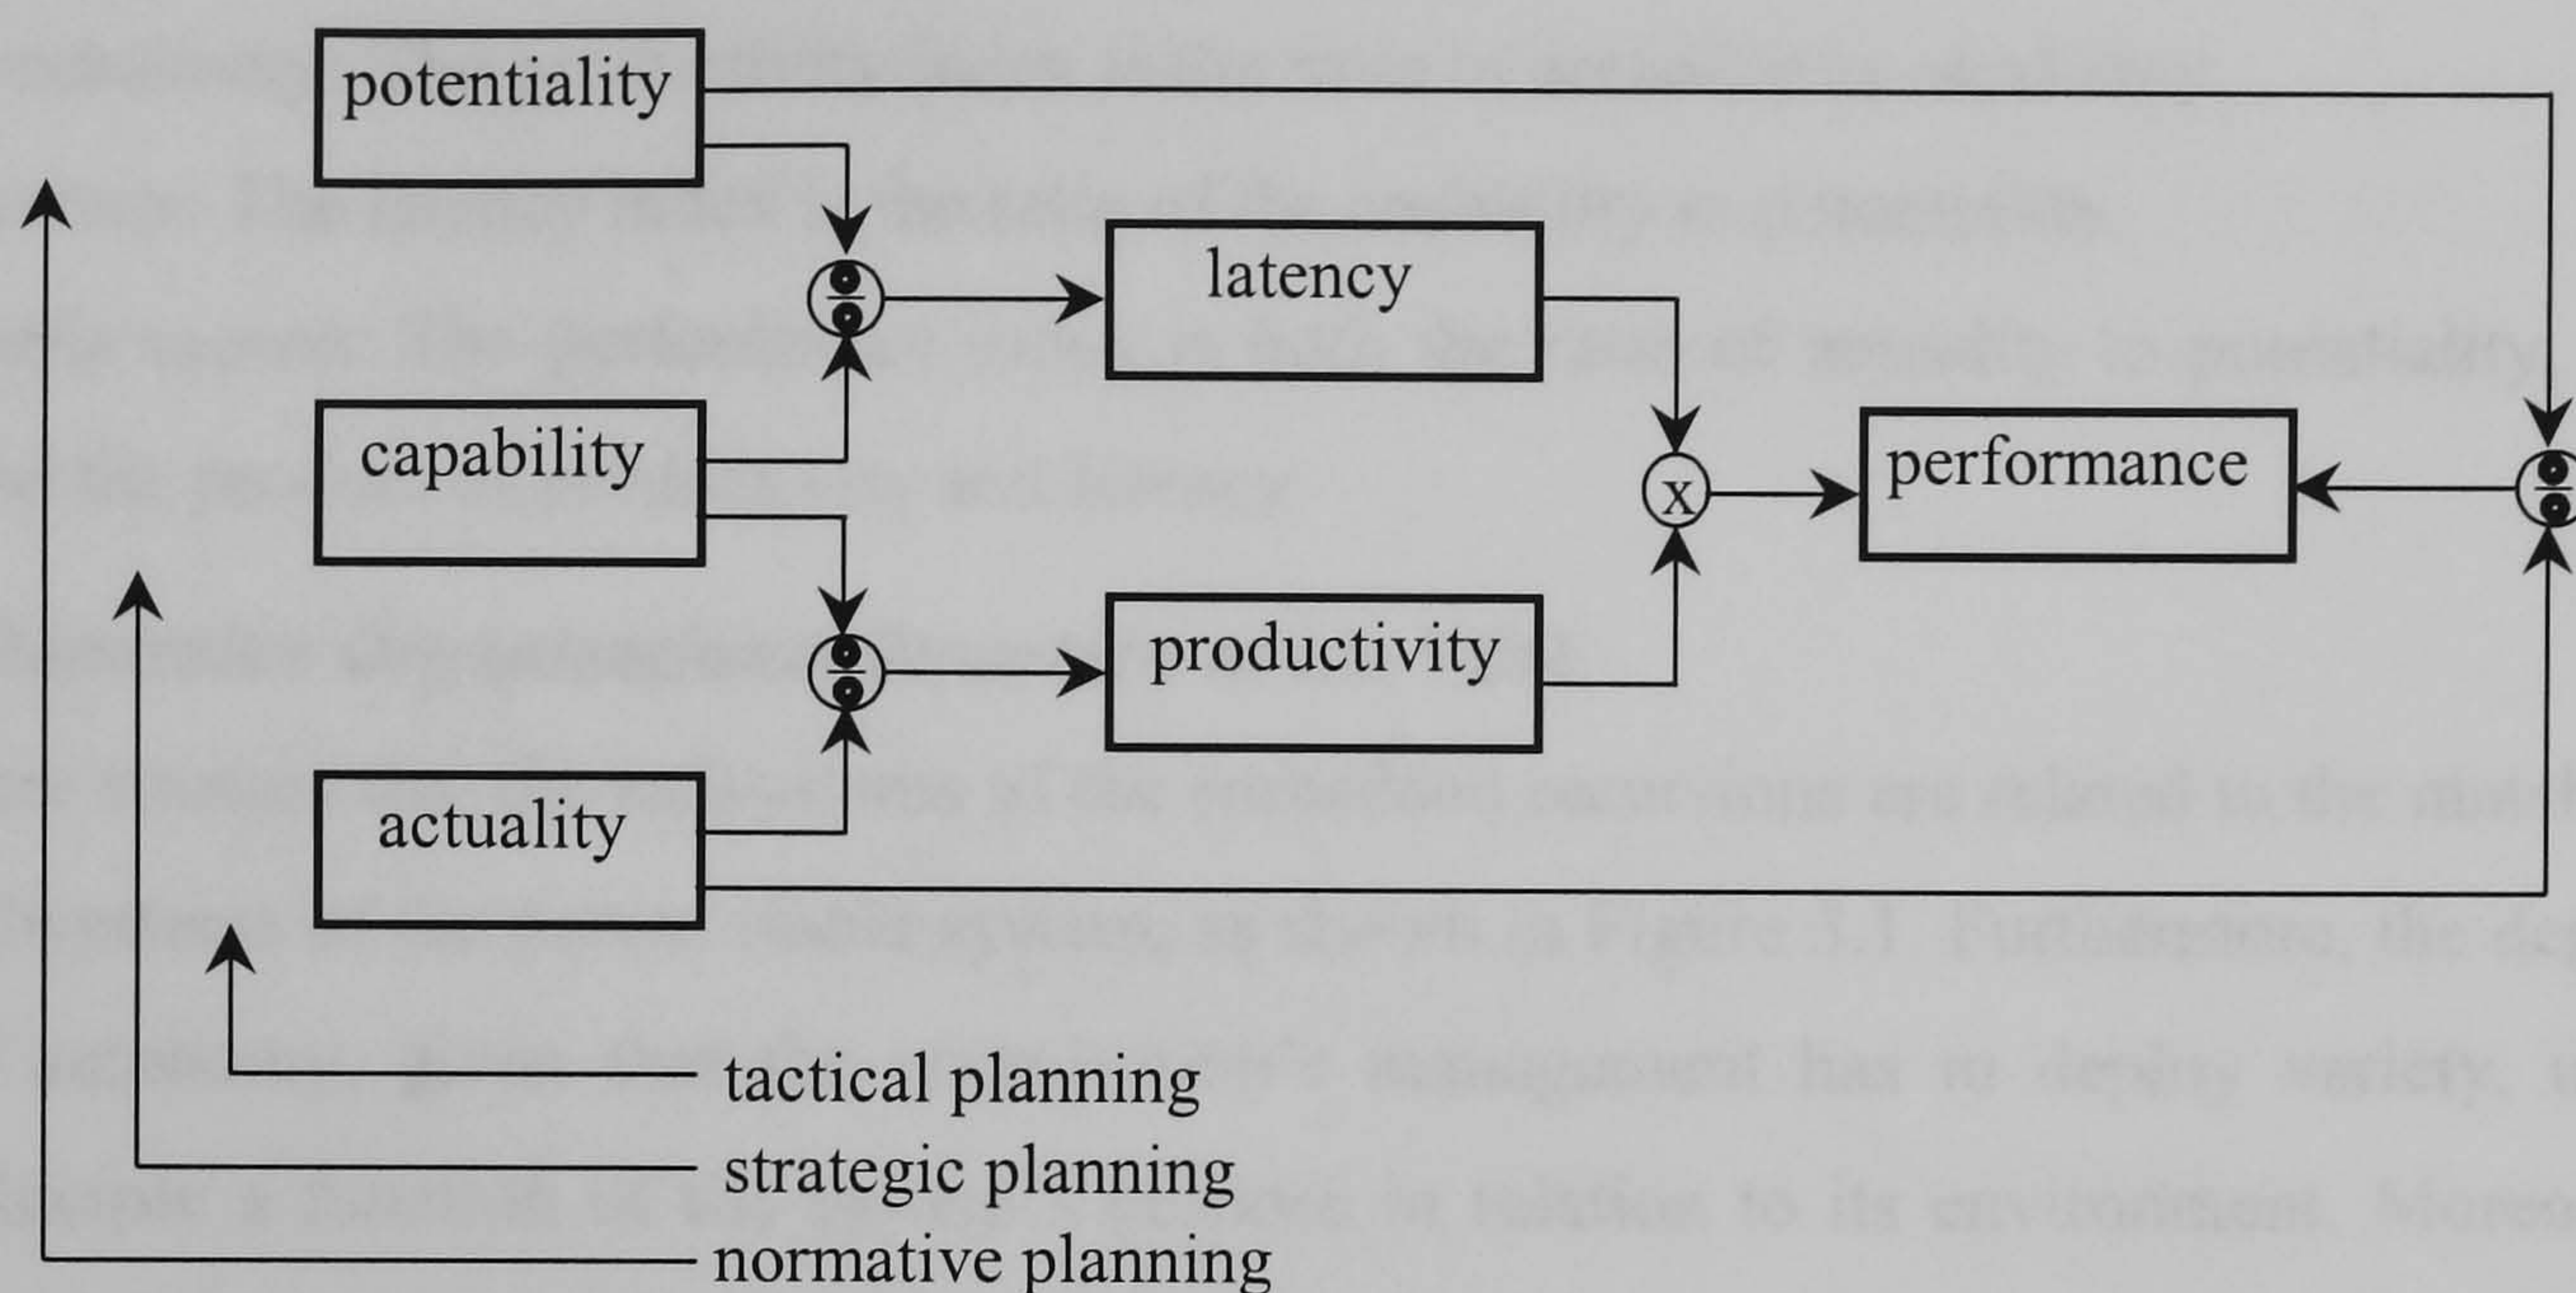 potentiality
latency
capability
performance
x
productivity
actuality
tactical planning
strategic planning
normative planning